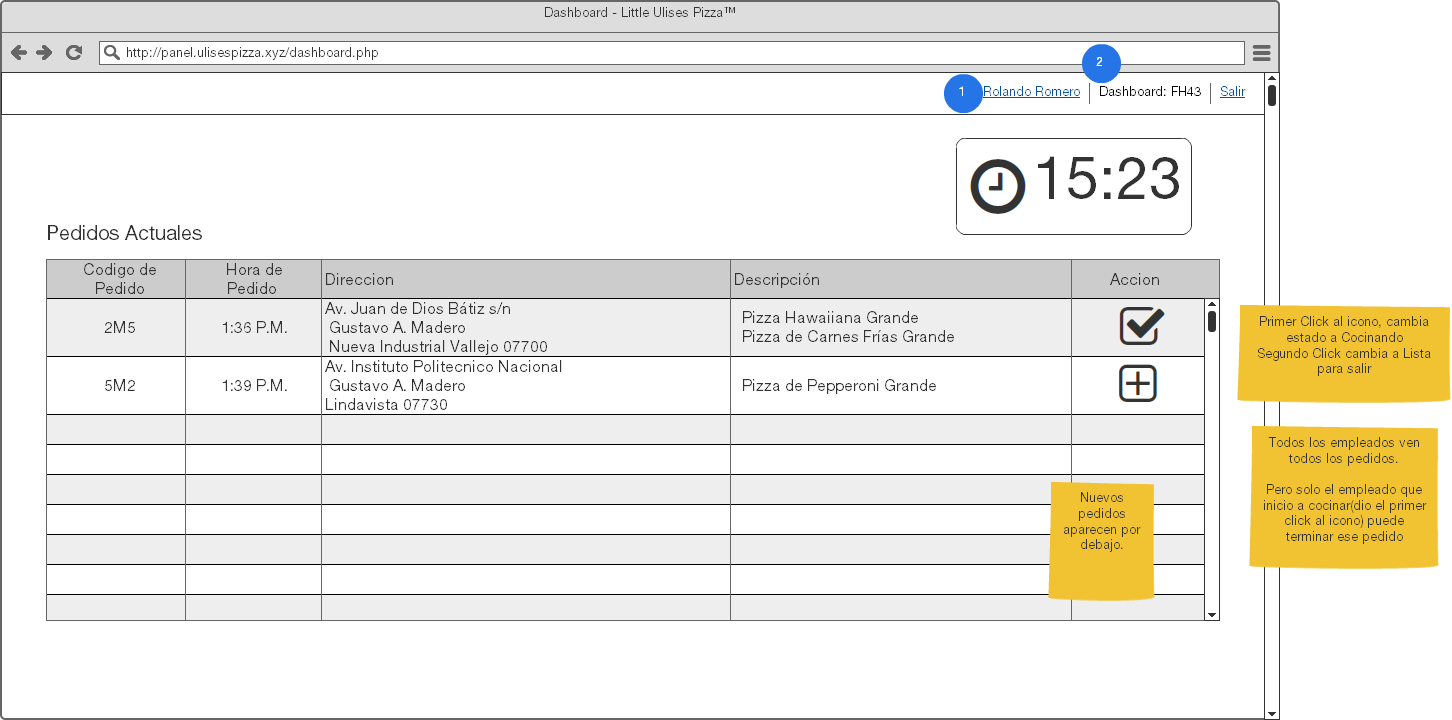 Dashboard - Little Ulises Pizza™
http://panel.ulisespizza.xyz/dashboard.php
2
1
Rolando Romero
Dashboard: FH43
Salir
15:23
Pedidos Actuales
Codigo de
Pedido
Hora de
Pedido
Direccion
Descripción
Accion
2M5
1:36 P.M.
Av. Juan de Dios Bátiz s/n
Gustavo A. Madero
Nueva Industrial Vallejo 07700
Pizza Hawaiiana Grande
Pizza de Carnes Frías Grande
5M2
1:39 P.M.
Av. Instituto Politecnico Nacional
Gustavo A. Madero
Lindavista 07730
Pizza de Pepperoni Grande
Primer Click al icono, cambia
estado a Cocinando
Segundo Click cambia a Lista
para salir
Todos los empleados ven
todos los pedidos.
Pero solo el empleado que
inicio a cocinar(dio el primer
click al icono) puede
terminar ese pedido
Nuevos
pedidos
aparecen por
debajo.